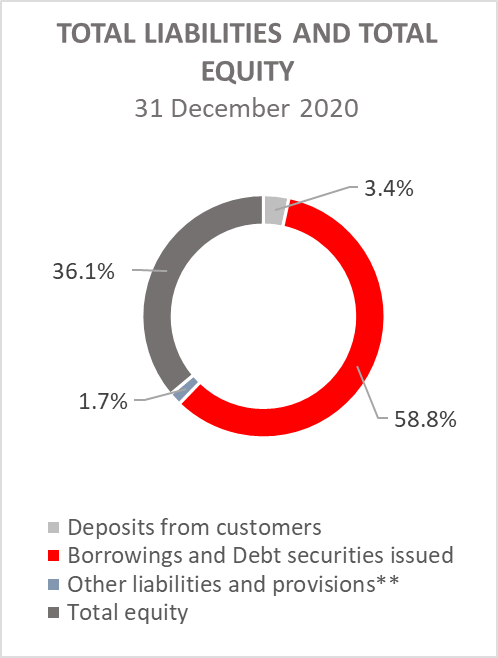 TOTAL LIABILITIES AND TOTAL
EQUITY
31 December 2020
3.4%
36.1%
1.7%
58.8%
Deposits from customers
Borrowings and Debt securities issued
Other liabilities and provisions**
Total equity